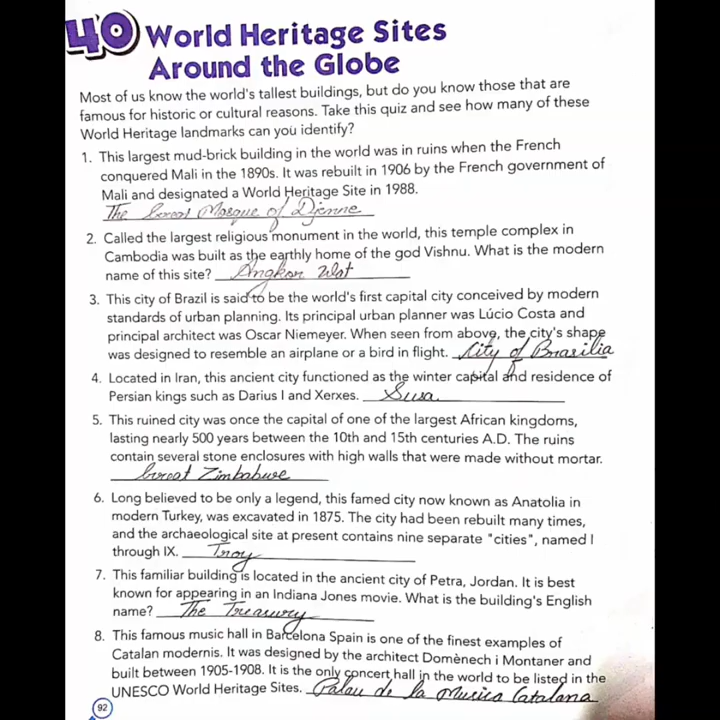 40 World Heritage Sites
Around the Globe
Most of us know the world's tallest buildings, but do you know those that are
famous for historic or cultural reasons. Take this quiz and see how many of these
World Heritage landmarks can you identify?
1. This largest mud-brick building in the world was in ruins when the French
conquered Mali in the 1890s. It was rebuilt in 1906 by the French government of
Mali and designated a World Heritage Site in 1988.
The Great Mosque of Djenne
2. Called the largest religious monument in the world, this temple complex in
Cambodia was built as the earthly home of the god Vishnu. What is the modern
name of this site? Angkor Wat
3. This city of Brazil is said to be the world's first capital city conceived by modern
standards of urban planning. Its principal urban planner was Lúcio Costa and
principal architect was Oscar Niemeyer. When seen from above, the city's shape
was designed to resemble an airplane or a bird in flight. City of Brasilia
4. Located in Iran, this ancient city functioned as the winter capital and residence of
Persian kings such as Darius I and Xerxes. Susa
5. This ruined city was once the capital of one of the largest African kingdoms,
lasting nearly 500 years between the 10th and 15th centuries A.D. The ruins
contain several stone enclosures with high walls that were made without mortar.
Great Zimbabwe
6. Long believed to be only a legend, this famed city now known as Anatolia in
modern Turkey, was excavated in 1875. The city had been rebuilt many times,
and the archaeological site at present contains nine separate "cities", named I
through IX. Troy
7. This familiar building is located in the ancient city of Petra, Jordan. It is best
known for appearing in an Indiana Jones movie. What is the building's English
name? The Treasury
8. This famous music hall in Barcelona Spain is one of the finest examples of
Catalan modernis. It was designed by the architect Domènech i Montaner and
built between 1905-1908. It is the only concert hall in the world to be listed in the
UNESCO World Heritage Sites. Palau de la Musica Catalana
92